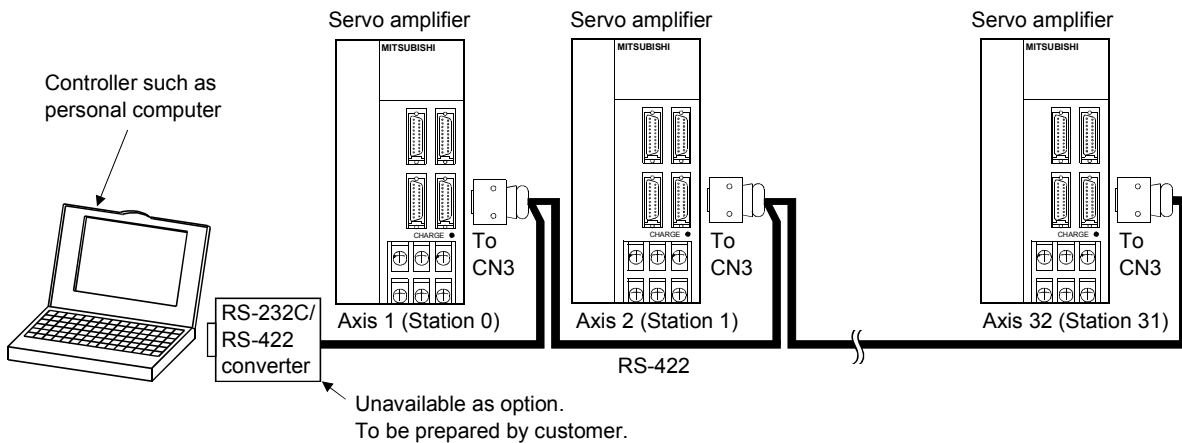 Servo amplifier
Servo amplifier
Servo amplifier
MITSUBISHI
MITSUBISHI
MITSUBISHI
Controller such as
personal computer
CHARGE
CHARGE
CHARGE
To
CN3
To
CN3
To
CN3
RS-232C/
RS-422
converter
Axis 1 (Station 0)
Axis 2 (Station 1)
Axis 32 (Station 31)
RS-422
Unavailable as option.
To be prepared by customer.